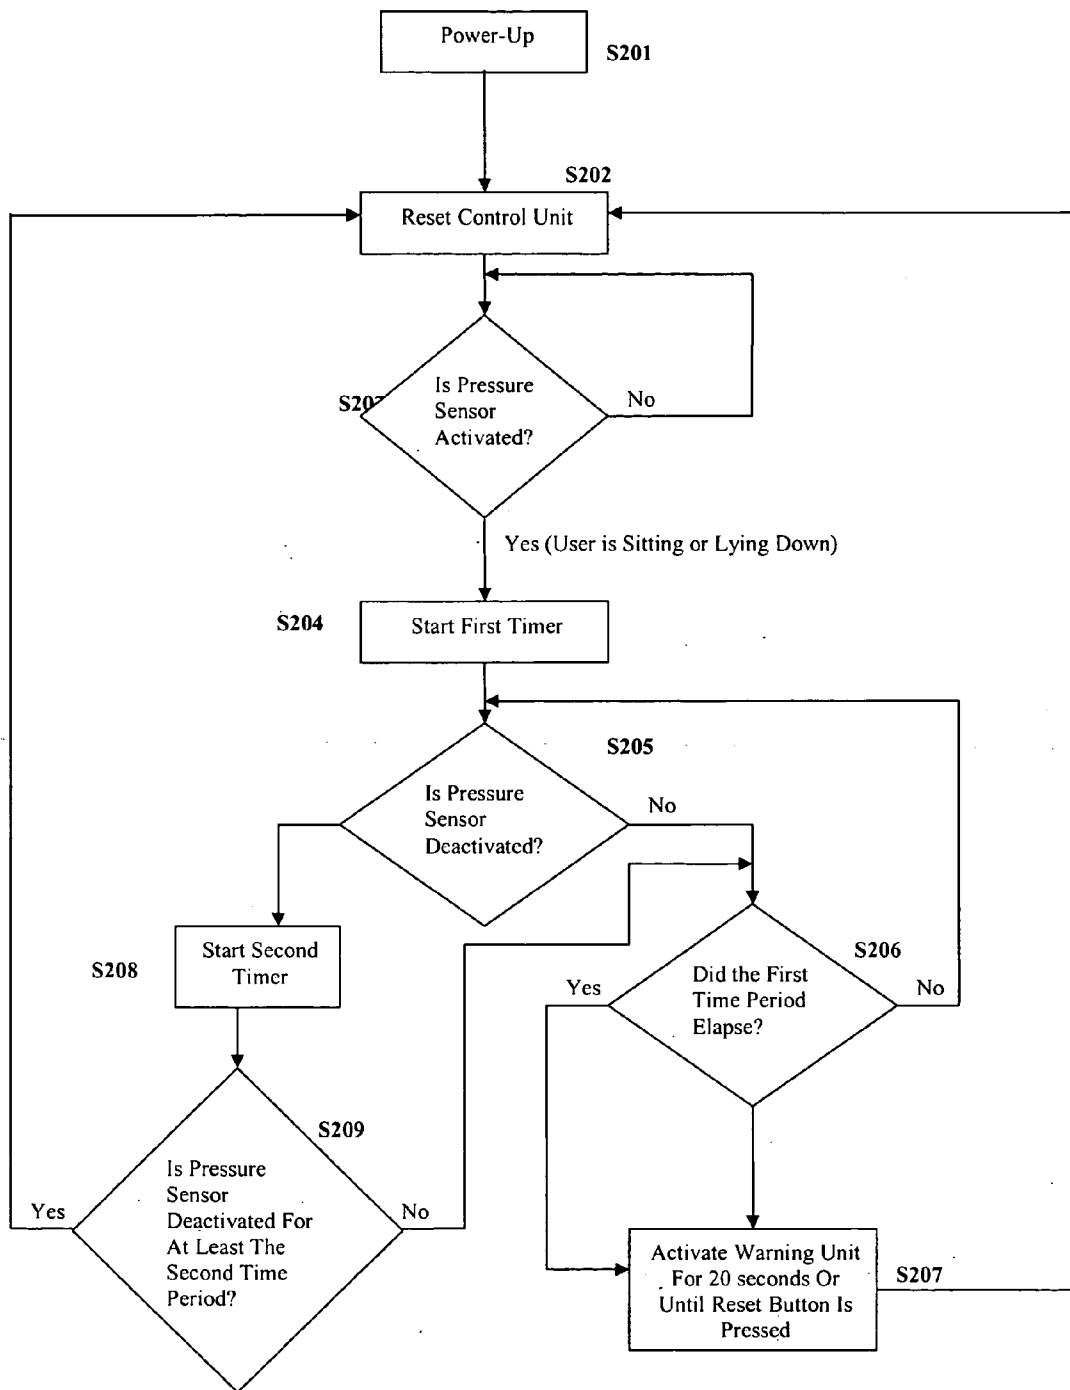 Power-Up
S201
S202
Reset Control Unit
Is Pressure
Sensor
Activated?
No
Yes (User is Sitting or Lying Down)
S204
Start First Timer
S205
Is Pressure
Sensor
Deactivated?
No
Start Second
Timer
S208
S206
Did the First
Time Period
Elapse?
Yes
No
S209
Is Pressure
Sensor
Deactivated For
At Least The
Second Time
Period?
Yes
No
Activate Warning Unit
For 20 seconds Or
Until Reset Button Is
Pressed
S207